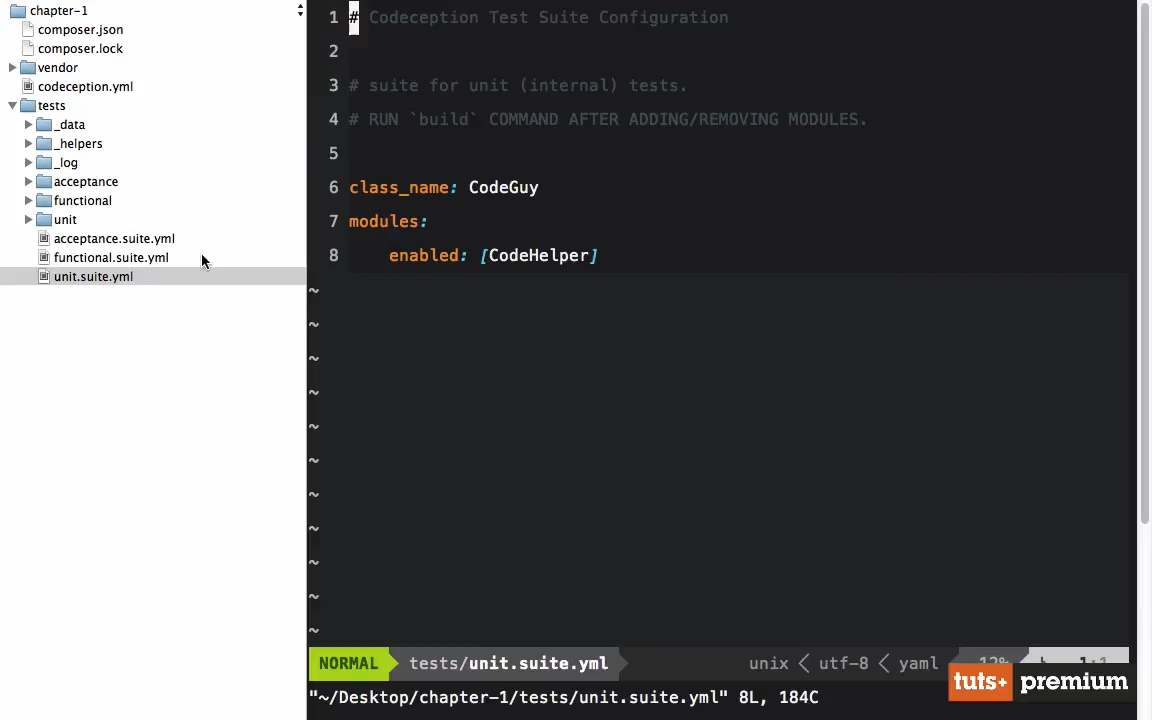 chapter-1
composer.json
composer.lock
vendor
codeception.yml
tests
_data
_helpers
_log
acceptance
functional
unit
acceptance.suite.yml
functional.suite.yml
unit.suite.yml
1 # Codeception Test Suite Configuration
2
3 # suite for unit (internal) tests.
4 # RUN `build` COMMAND AFTER ADDING/REMOVING MODULES.
5
6 class_name: CodeGuy
7 modules:
8 enabled: [CodeHelper]
~
~
~
~
~
~
~
~
~
~
~
NORMAL tests/unit.suite.yml unix < utf-8 < yaml 12%
"~/Desktop/chapter-1/tests/unit.suite.yml" 8L, 184C
tuts+ premium